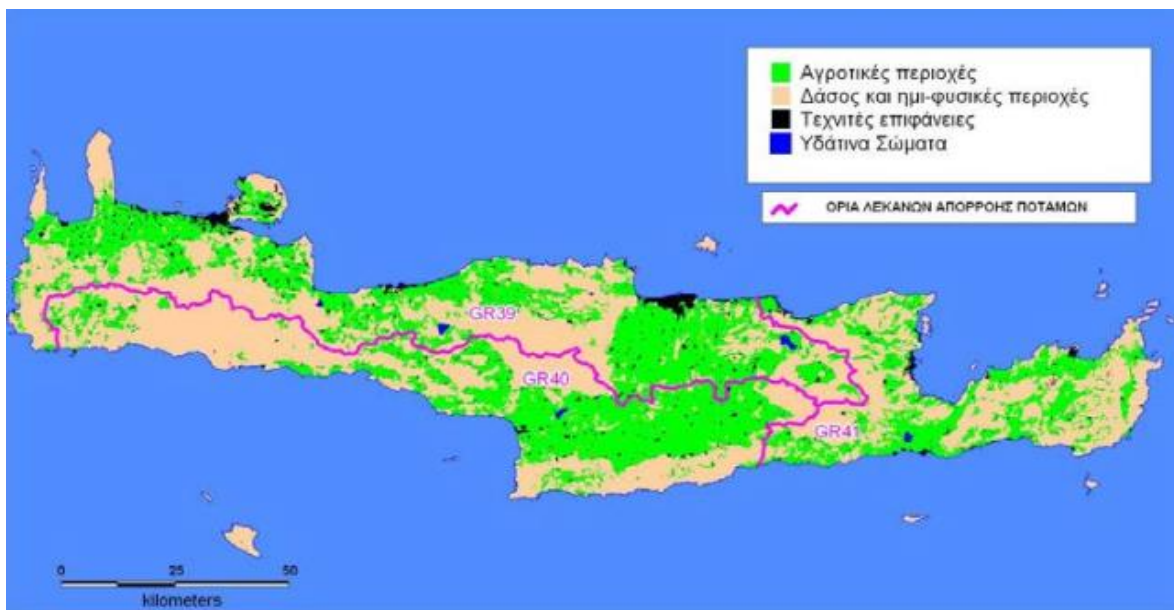 Αγροτικές περιοχές
Δάσος και ημι-φυσικές περιοχές
Τεχνιτές επιφάνειες
Υδάτινα Σώματα
ΟΡΙΑ ΛΕΚΑΝΩΝ ΑΠΟΡΡΟΗΣ ΠΟΤΑΜΩΝ
GR39
GR40
GR41
0 25 50
kilometers